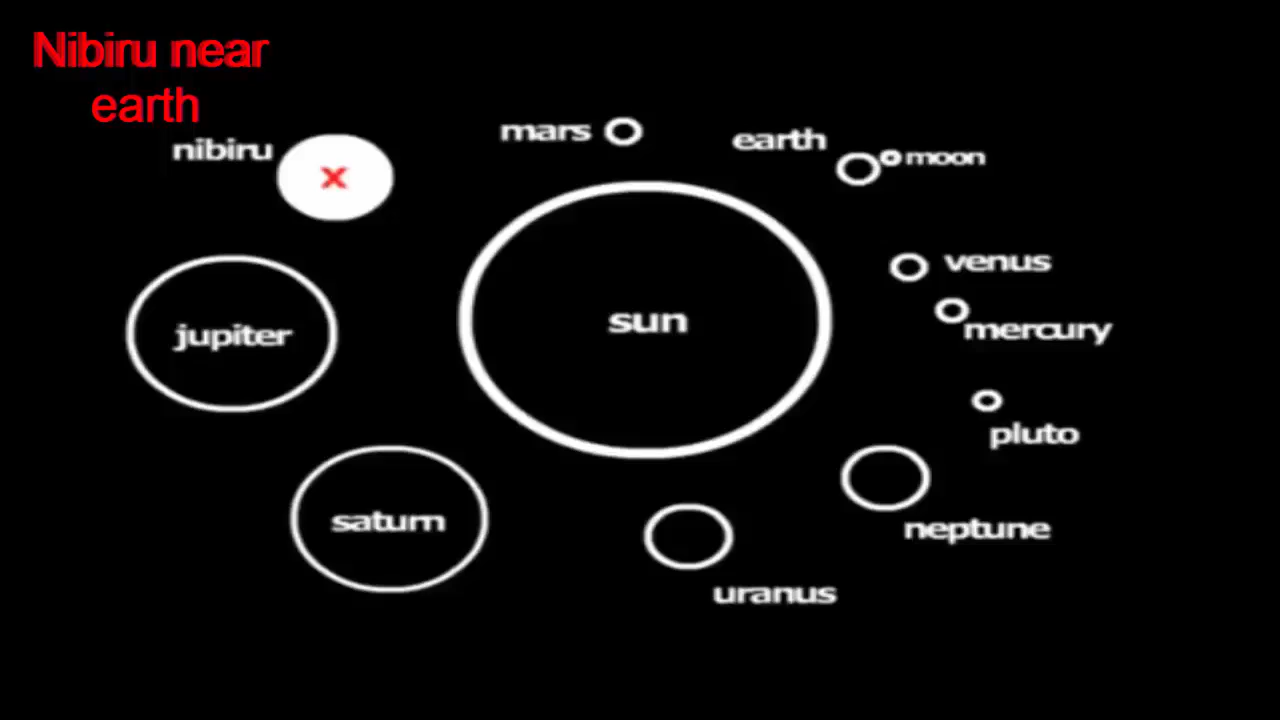 Nibiru near
earth
nibiru
x
mars
earth
moon
venus
mercury
jupiter
sun
pluto
saturn
neptune
uranus